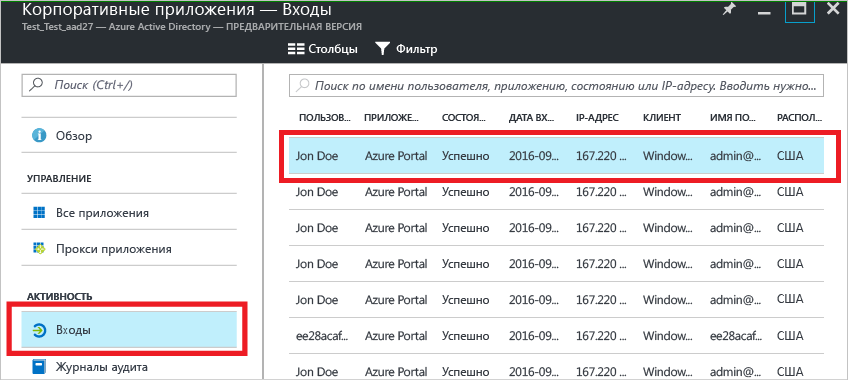 Корпоративные приложения — Входы
Test_Test_aad27 — Azure Active Directory — ПРЕДВАРИТЕЛЬНАЯ ВЕРСИЯ
Столбцы Фильтр
Поиск (Ctrl+/)
Обзор
УПРАВЛЕНИЕ
Все приложения
Прокси приложения
АКТИВНОСТЬ
Входы
Журналы аудита
Поиск по имени пользователя, приложению, состоянию или IP-адресу. Вводить нужно...
ПОЛЬЗОВ... ПРИЛОЖЕ... СОСТОЯ... ДАТА ВХ... IP-АДРЕС КЛИЕНТ ИМЯ ПО... РАСПОЛ...
Jon Doe Azure Portal Успешно 2016-09... 167.220 ... Window... admin@... США
Jon Doe Azure Portal Успешно 2016-09... 167.220 ... Window... admin@... США
Jon Doe Azure Portal Успешно 2016-09... 167.220 ... Window... admin@... США
Jon Doe Azure Portal Успешно 2016-09... 167.220 ... Window... admin@... США
Jon Doe Azure Portal Успешно 2016-09... 167.220 ... Window... admin@... США
ee28acaf... Azure Portal Успешно 2016-09... 167.220 ... Window... ee28acaf... США
Jon Doe Azure Portal Успешно 2016-09... 167.220 ... Window... admin@... США